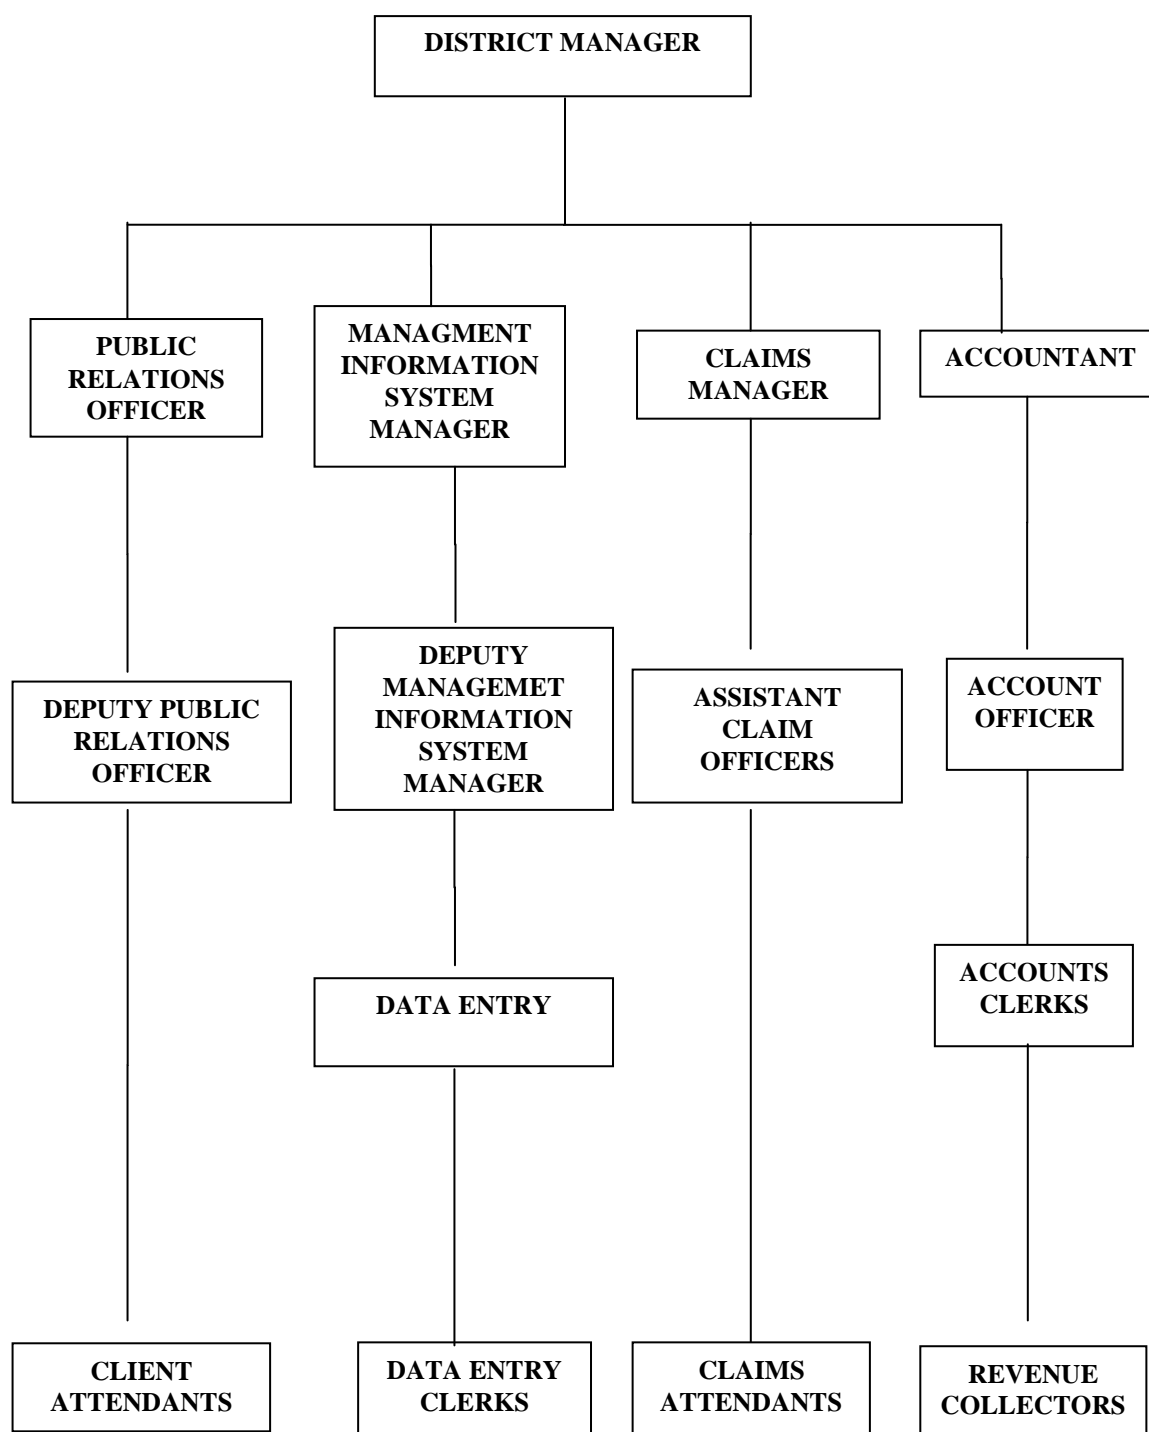 DISTRICT MANAGER
PUBLIC
RELATIONS
OFFICER
MANAGMENT
INFORMATION
SYSTEM
MANAGER
CLAIMS
MANAGER
ACCOUNTANT
DEPUTY PUBLIC
RELATIONS
OFFICER
DEPUTY
MANAGEMET
INFORMATION
SYSTEM
MANAGER
ASSISTANT
CLAIM
OFFICERS
ACCOUNT
OFFICER
DATA ENTRY
ACCOUNTS
CLERKS
CLIENT
ATTENDANTS
DATA ENTRY
CLERKS
CLAIMS
ATTENDANTS
REVENUE
COLLECTORS